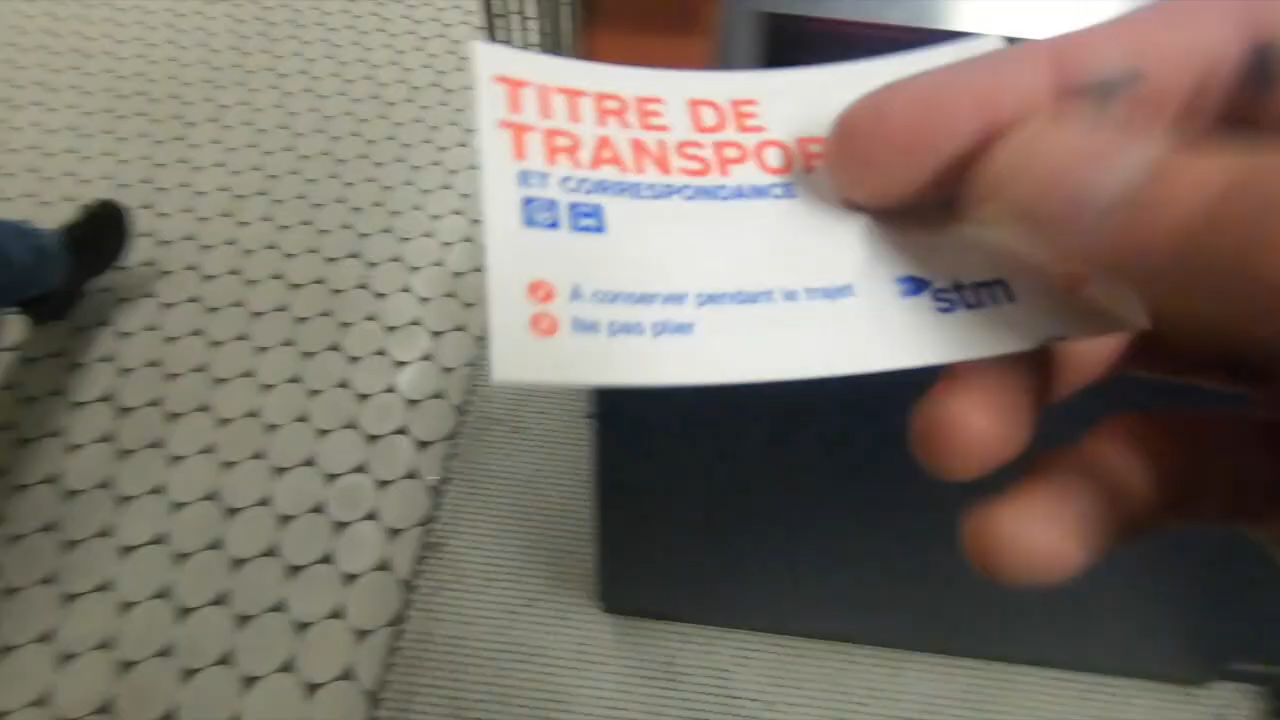 TITRE DE
TRANSPOR
ET CORRESPONDANCE
À conserver pendant le trajet
Ne pas plier
stm